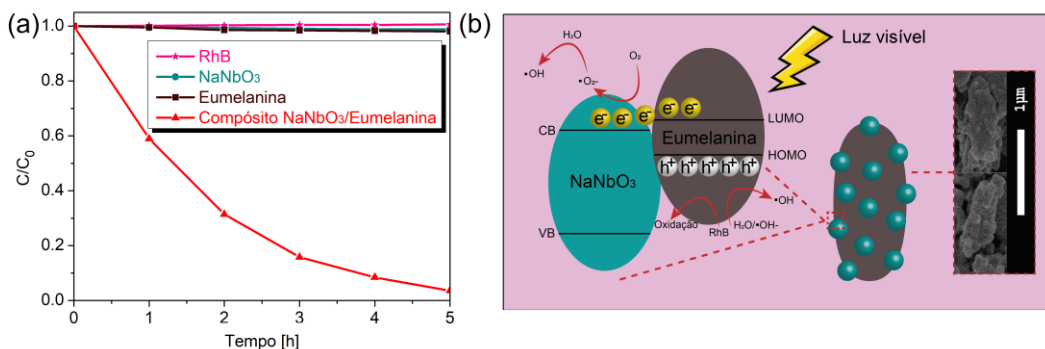 (a)
C/C₀
1.0
0.8
0.6
0.4
0.2
0.0
RhB
NaNbO₃
Eumelanina
Compósito NaNbO₃/Eumelanina
0 1 2 3 4 5
Tempo [h]
(b)
Luz visível
H₂O
O₂
•OH
•O₂-
e- e- e- e- e-
CB
LUMO
Eumelanina
HOMO
h+ h+ h+ h+ h+
NaNbO₃
•OH
Oxidação
RhB
H₂O/•OH-
VB
1μm